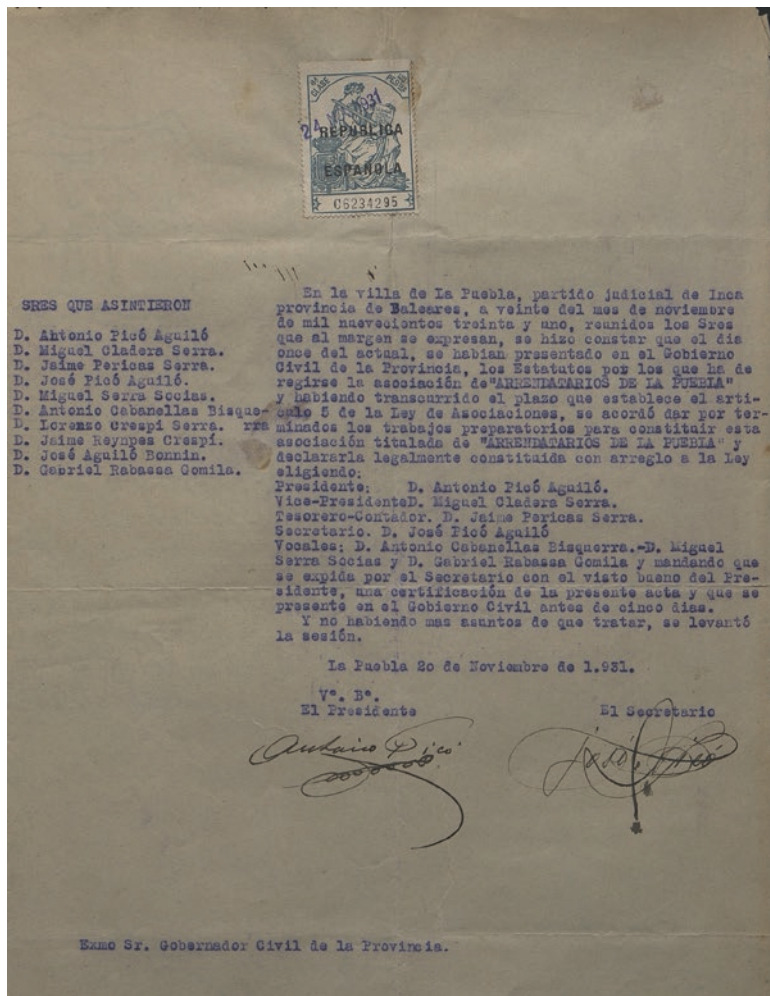 8ª CLASE
24 1931
REPÚBLICA
ESPAÑOLA
C6234295
SRES QUE ASINTIERON
D. Antonio Picó Aguiló
D. Miguel Cladera Serra.
D. Jaime Pericas Serra.
D. José Picó Aguiló.
D. Miguel Serra Socias.
D. Antonio Cabanellas Bisque-
D. Lorenzo Crespi Serra. rra
D. Jaime Reynpes Crespí.
D. José Aguiló Bonnin.
D. Gabriel Rabassa Gomila.
En la villa de La Puebla, partido judicial de Inca
provincia de Baleares, a veinte del mes de noviembre
de mil nuevecientos treinta y uno, reunidos los Sres
que al margen se expresan, se hizo constar que el dia
once del actual, se habian presentado en el Gobierno
Civil de la Provincia, los Estatutos por los que ha de
regirse la asociación de "ARRENDATARIOS DE LA PUEBLA"
y habiendo transcurrido el plazo que establece el arti-
culo 5 de la Ley de Asociaciones, se acordó dar por ter-
minados los trabajos preparatorios para constituir esta
asociación titulada de "ARRENDATARIOS DE LA PUEBLA" y
declararla legalmente constituida con arreglo a la Ley
eligiendo:
Presidente: D. Antonio Picó Aguiló.
Vice-PresidenteD. Miguel Cladera Serra.
Tesorero-Contador. D. Jaime Pericas Serra.
Secretario. D. José Picó Aguiló
Vocales: D. Antonio Cabanellas Bisquerra.-D. Miguel
Serra Socias y D. Gabriel Rabassa Gomila y mandando que
se expida por el Secretario con el visto bueno del Pre-
sidente, una certificación de la presente acta y que se
presente en el Gobierno Civil antes de cinco dias.
Y no habiendo mas asuntos de que tratar, se levantó
la sesión.
La Puebla 20 de Noviembre de 1.931.
Vº. Bº.
El Presidente
El Secretario
Antonio Picó
José Picó
Exmo Sr. Gobernador Civil de la Provincia.